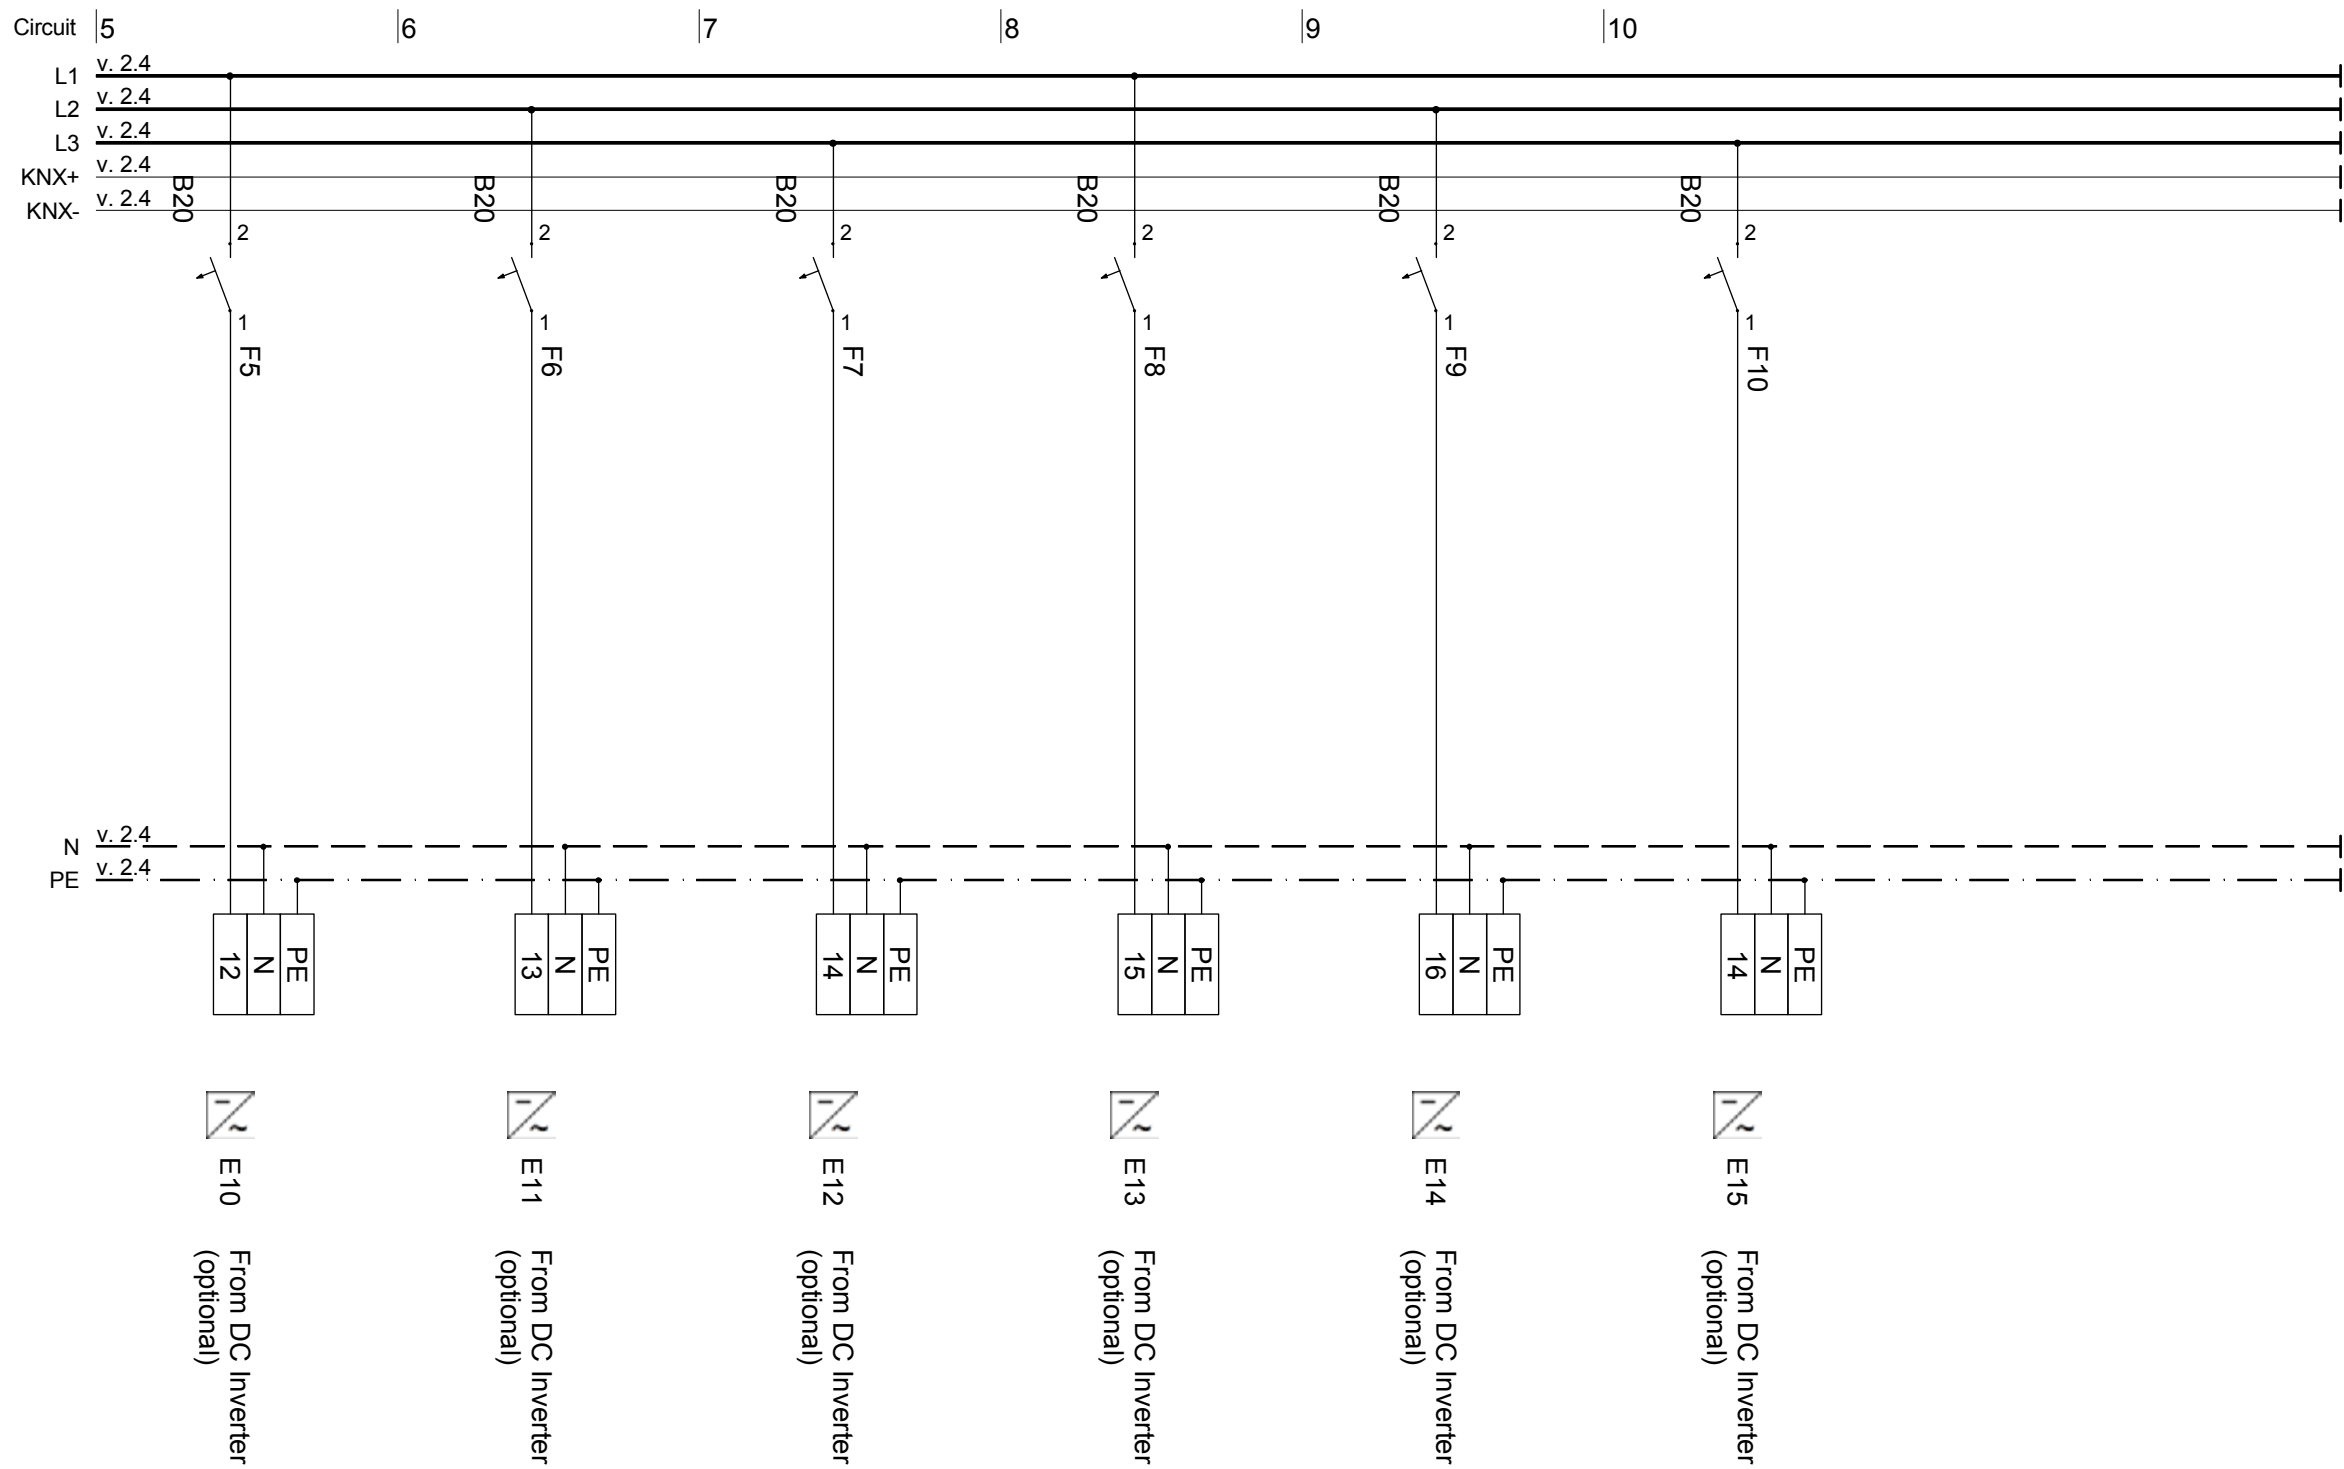 Circuit 5 6 7 8 9 10
L1 v. 2.4
L2 v. 2.4
L3 v. 2.4
KNX+ v. 2.4
KNX- v. 2.4
B20 B20 B20 B20 B20 B20
2 2 2 2 2 2
1 1 1 1 1 1
F5 F6 F7 F8 F9 F10
N v. 2.4
PE v. 2.4
12 N PE 13 N PE 14 N PE 15 N PE 16 N PE 14 N PE
- ~ - ~ - ~ - ~ - ~ - ~
E10 E11 E12 E13 E14 E15
From DC Inverter
(optional)
From DC Inverter
(optional)
From DC Inverter
(optional)
From DC Inverter
(optional)
From DC Inverter
(optional)
From DC Inverter
(optional)